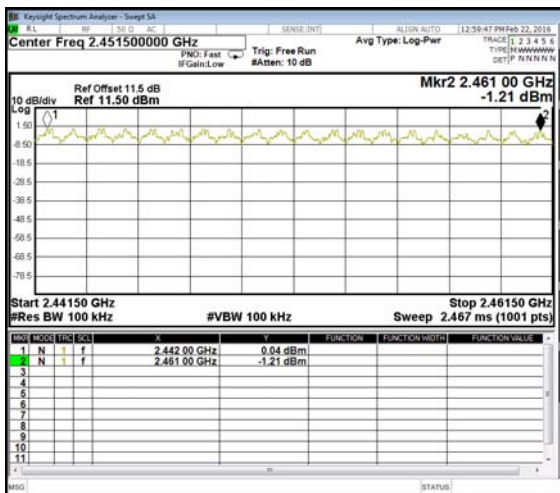 Keysight Spectrum Analyzer - Swept SA
RL RF 50 Ω AC SENSE:INT ALIGN AUTO 12:59:47 PM Feb 22, 2016
Center Freq 2.451500000 GHz
PNO: Fast
IFGain:Low
Trig: Free Run
#Atten: 10 dB
Avg Type: Log-Pwr
TRACE 1 2 3 4 5 6
TYPE M WWWWW
DET P N N N N N
Mkr2 2.461 00 GHz
-1.21 dBm
Ref Offset 11.5 dB
10 dB/div Ref 11.50 dBm
Log
1 2
1.50
-8.50
-18.5
-28.5
-38.5
-48.5
-58.5
-68.5
-78.5
Start 2.44150 GHz Stop 2.46150 GHz
#Res BW 100 kHz #VBW 100 kHz Sweep 2.467 ms (1001 pts)
MKR MODE TRC SCL X Y FUNCTION FUNCTION WIDTH FUNCTION VALUE
1 N 1 f 2.442 00 GHz 0.04 dBm
2 N 1 f 2.461 00 GHz -1.21 dBm
3
4
5
6
7
8
9
10
11
MSG STATUS